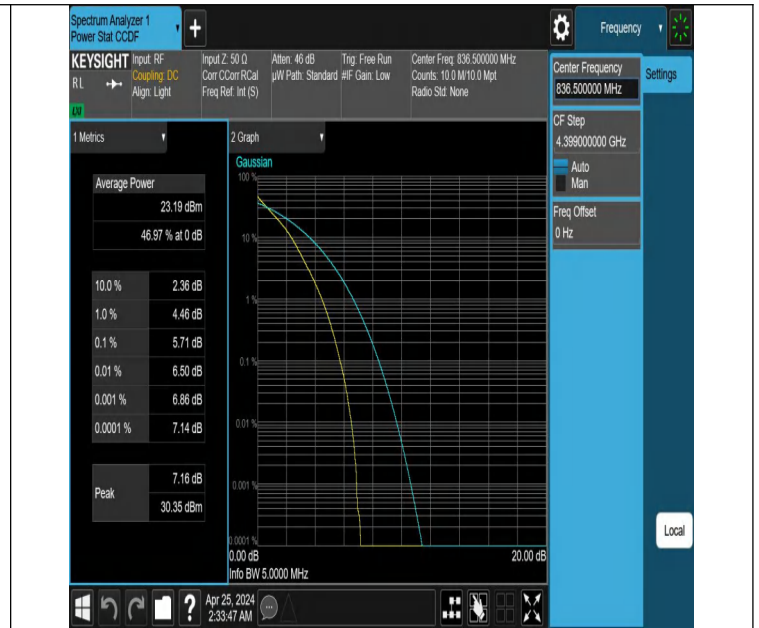 Spectrum Analyzer 1
Power Stat CCDF
+
Frequency
KEYSIGHT
RL
LXI
Input: RF
Coupling: DC
Align: Light
Input Z: 50 Ω
Corr CCorr RCal
Freq Ref: Int (S)
Atten: 46 dB
µW Path: Standard
Trig: Free Run
#IF Gain: Low
Center Freq: 836.500000 MHz
Counts: 10.0 M/10.0 Mpt
Radio Std: None
Center Frequency
836.500000 MHz
Settings
CF Step
4.399000000 GHz
Auto
Man
Freq Offset
0 Hz
Local
1 Metrics
Average Power
23.19 dBm
46.97 % at 0 dB
10.0 % 2.36 dB
1.0 % 4.46 dB
0.1 % 5.71 dB
0.01 % 6.50 dB
0.001 % 6.86 dB
0.0001 % 7.14 dB
Peak
7.16 dB
30.35 dBm
2 Graph
Gaussian
100 %
10 %
1 %
0.1 %
0.01 %
0.001 %
0.0001 %
0.00 dB
20.00 dB
Info BW 5.0000 MHz
?
Apr 25, 2024
2:33:47 AM